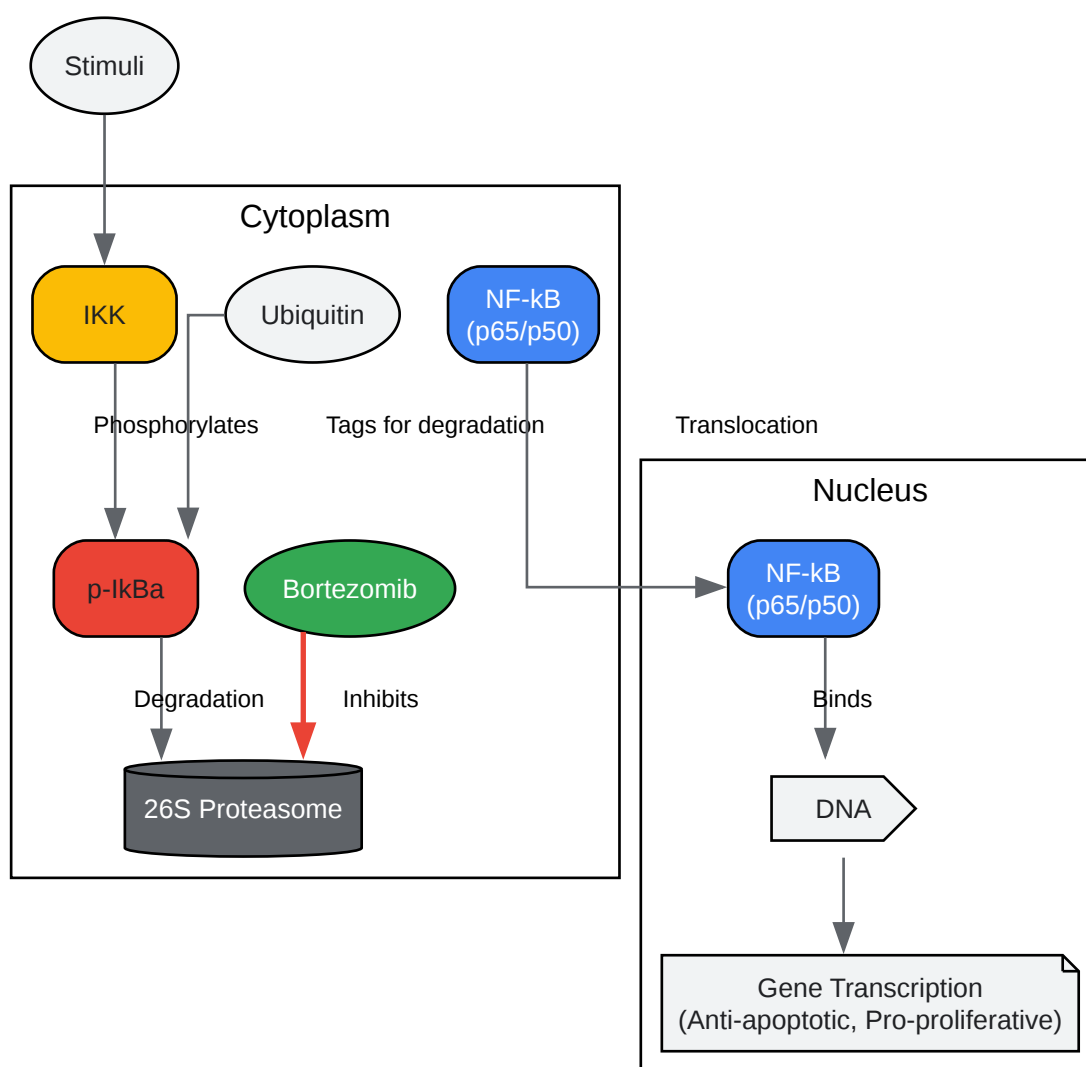 Stimuli
Cytoplasm
IKK
Ubiquitin
NF-kB
(p65/p50)
Phosphorylates
Tags for degradation
Translocation
Nucleus
p-IkBa
Bortezomib
NF-kB
(p65/p50)
Degradation
Inhibits
Binds
26S Proteasome
DNA
Gene Transcription
(Anti-apoptotic, Pro-proliferative)